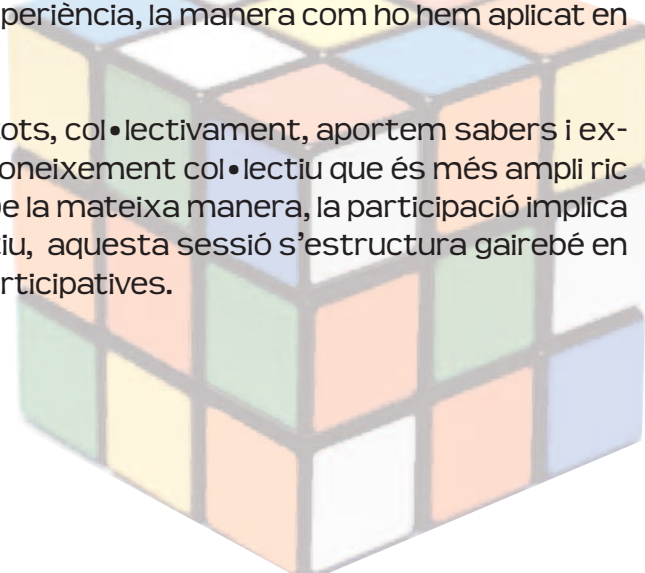 periència, la manera com ho hem aplicat en
ots, col•lectivament, aportem sabers i ex-
oneixement col•lectiu que és més ampli ric
e la mateixa manera, la participació implica
tiu, aquesta sessió s'estructura gairebé en
rticipatives.